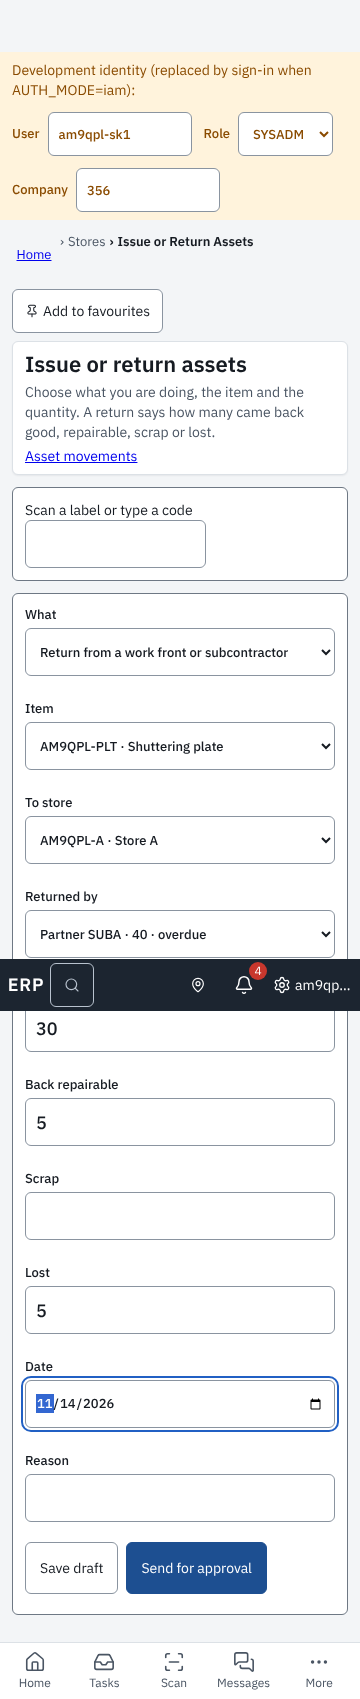 Development identity (replaced by sign-in when
AUTH_MODE=iam):
User am9qpl-sk1 Role SYSADM
Company 356
Home › Stores › Issue or Return Assets
Add to favourites
Issue or return assets
Choose what you are doing, the item and the
quantity. A return says how many came back
good, repairable, scrap or lost.
Asset movements
Scan a label or type a code
What
Return from a work front or subcontractor
Item
AM9QPL-PLT · Shuttering plate
To store
AM9QPL-A · Store A
Returned by
Partner SUBA · 40 · overdue
ERP 4 am9qp...
30
Back repairable
5
Scrap
Lost
5
Date
11/14/2026
Reason
Save draft Send for approval
Home Tasks Scan Messages More